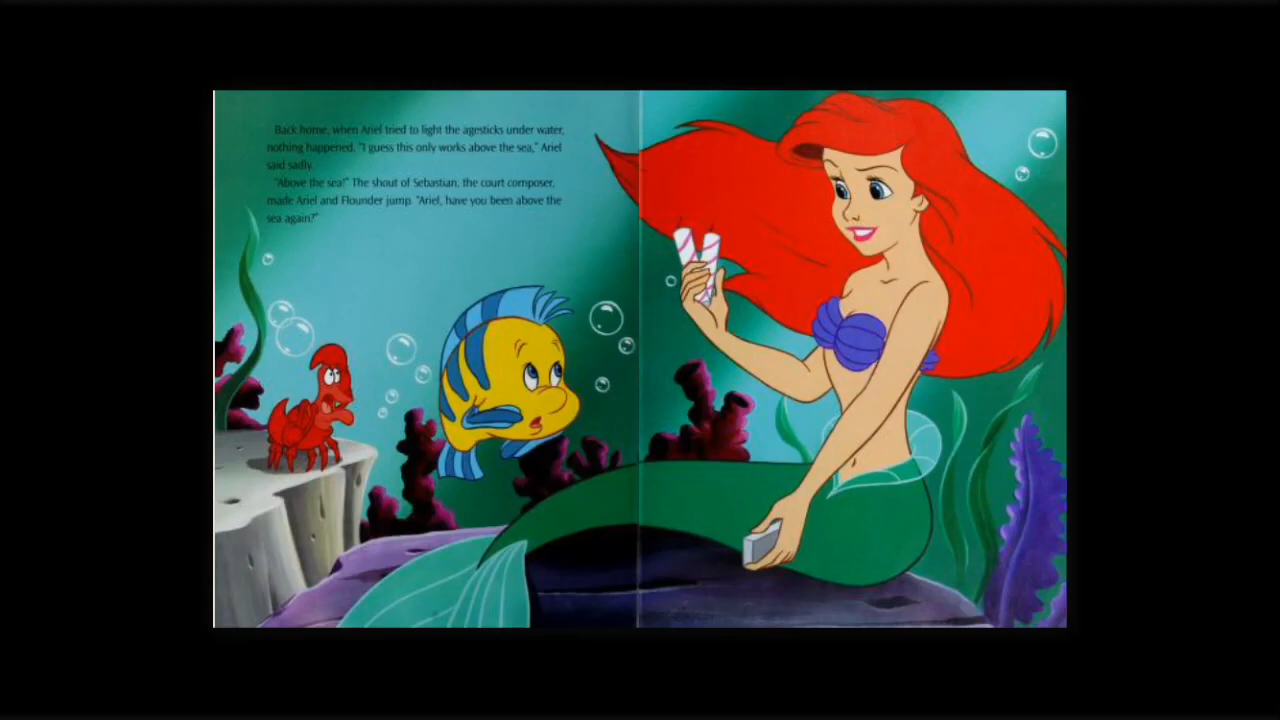 Back home, when Ariel tried to light the agesticks under water,
nothing happened. "I guess this only works above the sea," Ariel
said sadly.
"Above the sea!" The shout of Sebastian, the court composer,
made Ariel and Flounder jump. "Ariel, have you been above the
sea again?"